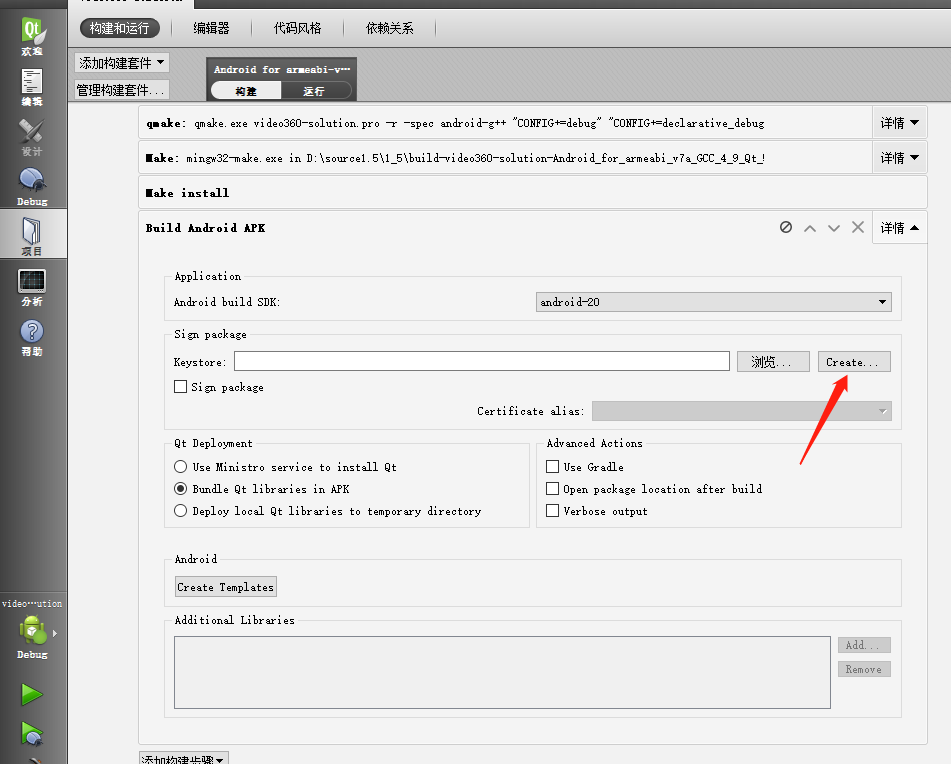 构建和运行 编辑器 代码风格 依赖关系
Qt
欢迎
编辑
设计
Debug
项目
分析
帮助
添加构建套件
管理构建套件...
Android for armeabi-v···
构建 运行
qmake: qmake.exe video360-solution.pro -r -spec android-g++ "CONFIG+=debug" "CONFIG+=declarative_debug 详情
Make: mingw32-make.exe in D:\source1.5\1_5\build-video360-solution-Android_for_armeabi_v7a_GCC_4_9_Qt_! 详情
Make install
Build Android APK 详情
Application
Android build SDK: android-20
Sign package
Keystore: 浏览... Create...
Sign package
Certificate alias:
Qt Deployment
Use Ministro service to install Qt
Bundle Qt libraries in APK
Deploy local Qt libraries to temporary directory
Advanced Actions
Use Gradle
Open package location after build
Verbose output
Android
Create Templates
Additional Libraries
Add...
Remove
video···ution
Debug
添加构建步骤